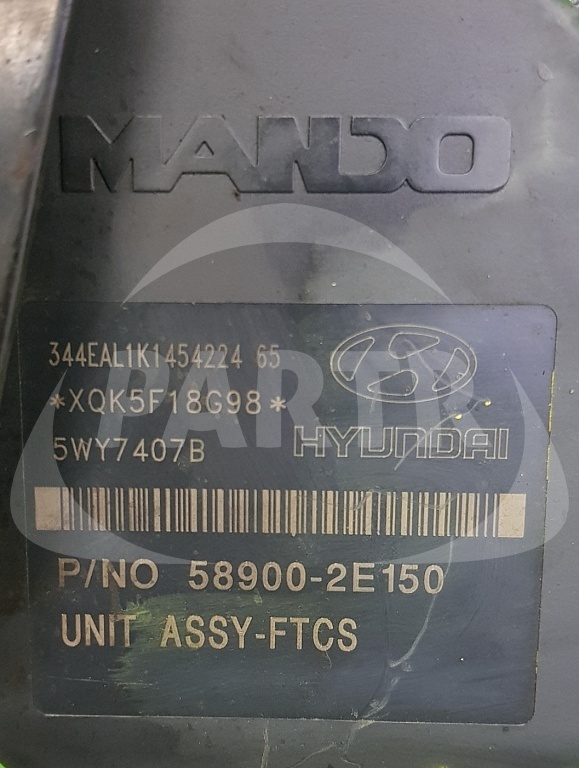 MANDO
344EAL1K1454224 65
*XQK5F18G98*
5WY7407B
HYUNDAI
P/NO 58900-2E150
UNIT ASSY-FTCS